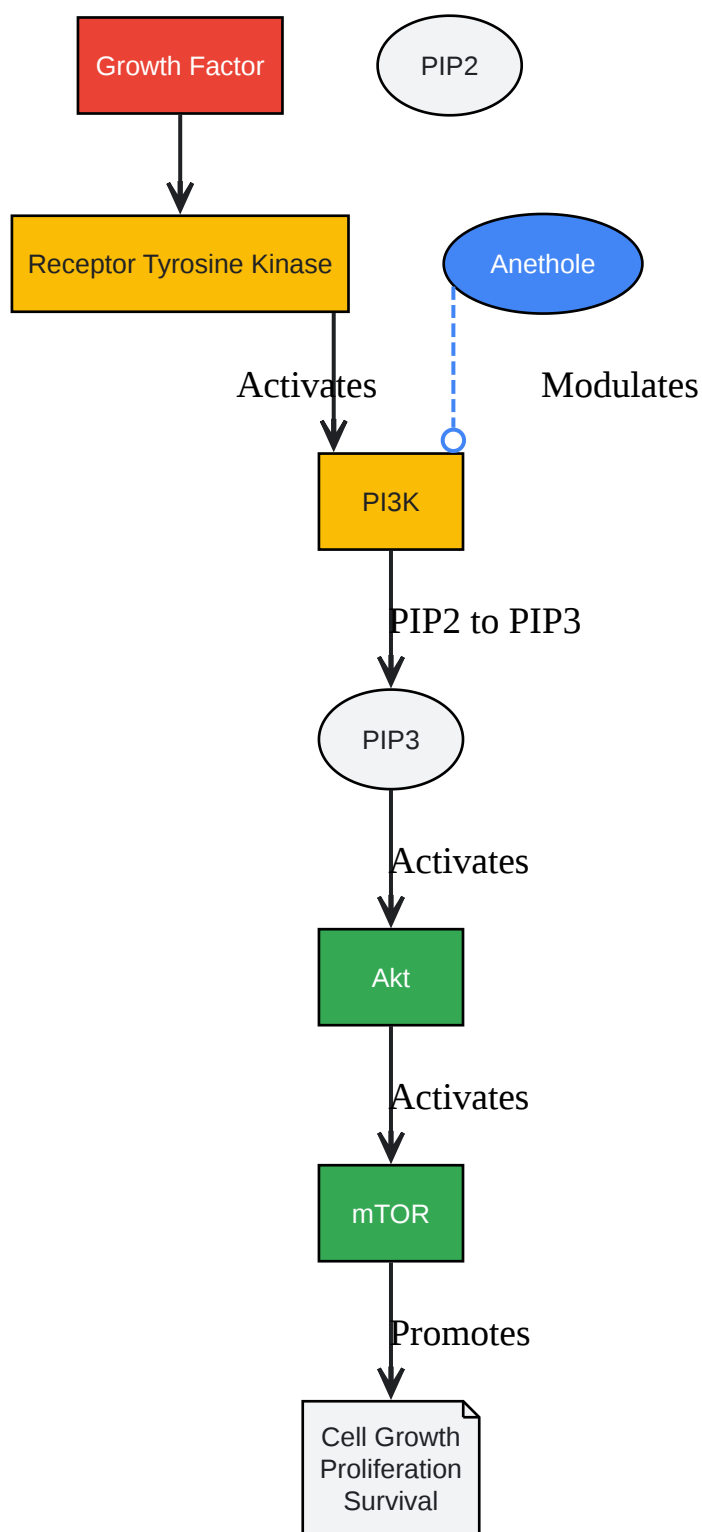 Growth Factor
PIP2
Receptor Tyrosine Kinase
Anethole
Activates
Modulates
PI3K
PIP2 to PIP3
PIP3
Activates
Akt
Activates
mTOR
Promotes
Cell Growth
Proliferation
Survival